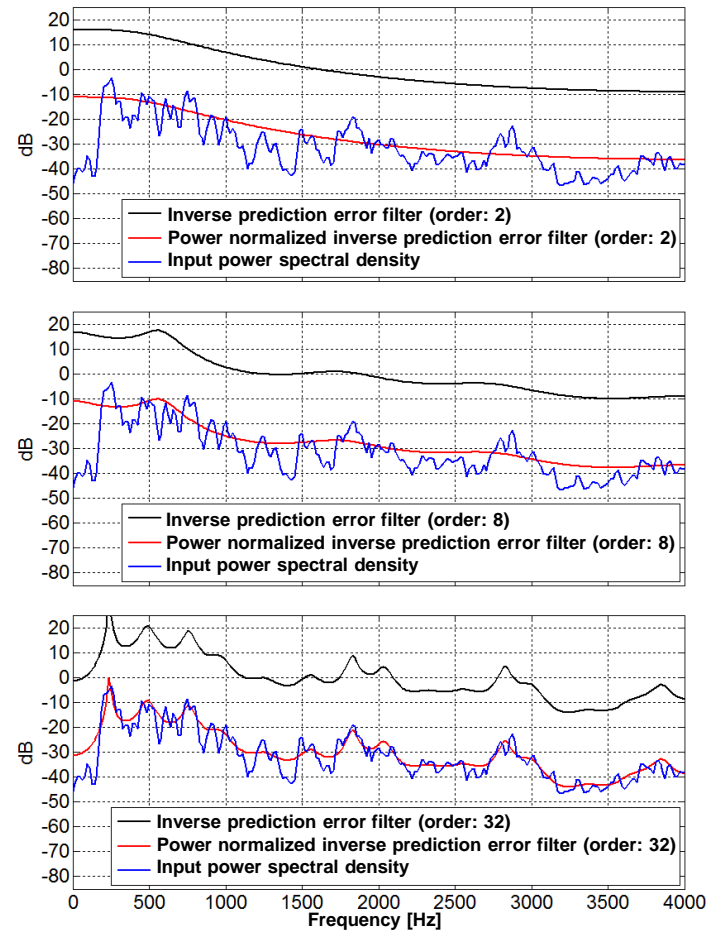 20
10
0
-10
-20
-30
-40
-50
-60
-70
-80
dB
Inverse prediction error filter (order: 2)
Power normalized inverse prediction error filter (order: 2)
Input power spectral density
20
10
0
-10
-20
-30
-40
-50
-60
-70
-80
dB
Inverse prediction error filter (order: 8)
Power normalized inverse prediction error filter (order: 8)
Input power spectral density
20
10
0
-10
-20
-30
-40
-50
-60
-70
-80
dB
Inverse prediction error filter (order: 32)
Power normalized inverse prediction error filter (order: 32)
Input power spectral density
0 500 1000 1500 2000 2500 3000 3500 4000
Frequency [Hz]